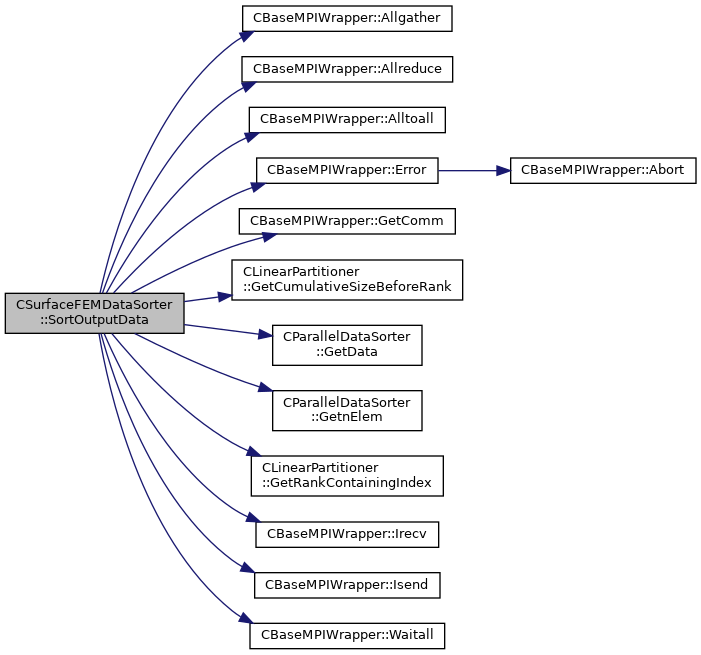 CBaseMPIWrapper::Allgather
CBaseMPIWrapper::Allreduce
CBaseMPIWrapper::Alltoall
CBaseMPIWrapper::Error
CBaseMPIWrapper::Abort
CBaseMPIWrapper::GetComm
CLinearPartitioner
::GetCumulativeSizeBeforeRank
CSurfaceFEMDataSorter
::SortOutputData
CParallelDataSorter
::GetData
CParallelDataSorter
::GetnElem
CLinearPartitioner
::GetRankContainingIndex
CBaseMPIWrapper::Irecv
CBaseMPIWrapper::Isend
CBaseMPIWrapper::Waitall